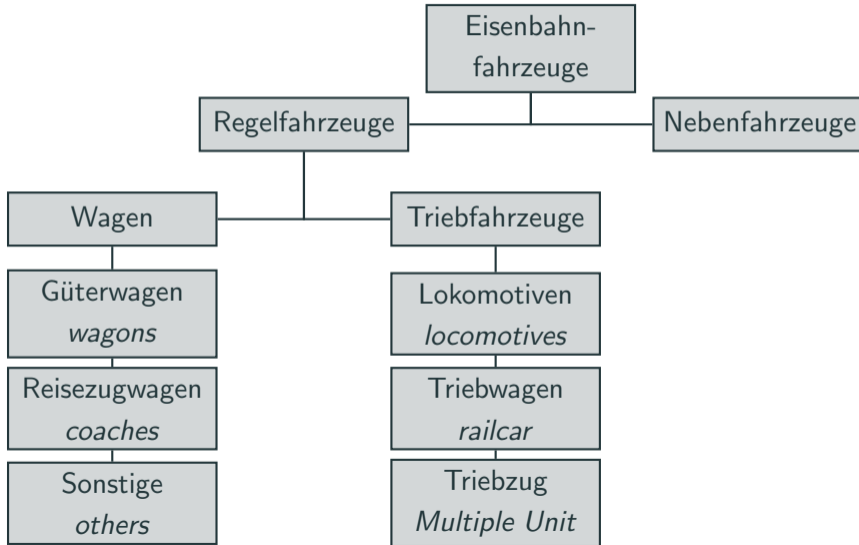 Eisenbahn-
fahrzeuge
Regelfahrzeuge
Nebenfahrzeuge
Wagen
Triebfahrzeuge
Güterwagen
wagons
Lokomotiven
locomotives
Reisezugwagen
coaches
Triebwagen
railcar
Sonstige
others
Triebzug
Multiple Unit